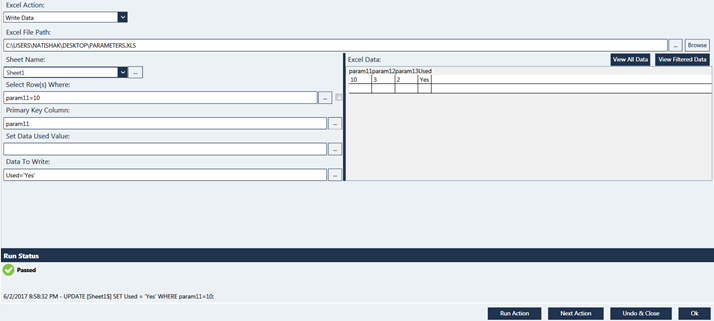 Excel Action:
Write Data
Excel File Path:
C:\USERS\NATISHAK\DESKTOP\PARAMETERS.XLS
... Browse
Sheet Name:
Sheet1 ...
Select Row(s) Where:
param11=10 ...
Primary Key Column:
param11 ...
Set Data Used Value:
...
Data To Write:
Used='Yes' ...
Excel Data: View All Data View Filtered Data
param11 param12 param13 Used
10 3 2 Yes
Run Status
Passed
6/2/2017 8:58:32 PM - UPDATE [Sheet1$] SET Used = 'Yes' WHERE param11=10;
Run Action Next Action Undo & Close Ok